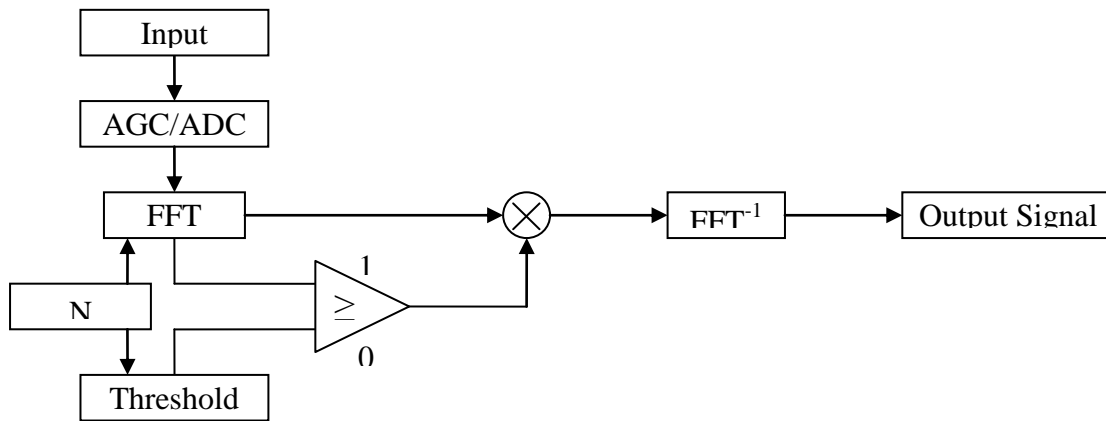 Input
AGC/ADC
FFT
FFT⁻¹
Output Signal
1
N
≥
0
Threshold